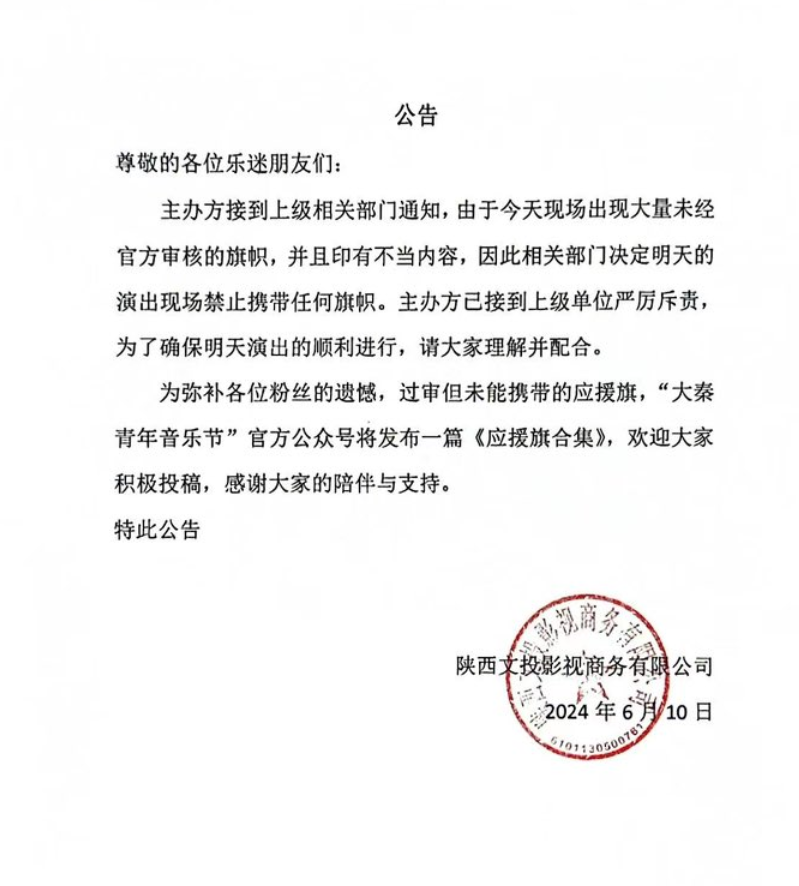 公告
尊敬的各位乐迷朋友们：
主办方接到上级相关部门通知，由于今天现场出现大量未经
官方审核的旗帜，并且印有不当内容，因此相关部门决定明天的
演出现场禁止携带任何旗帜。主办方已接到上级单位严厉斥责，
为了确保明天演出的顺利进行，请大家理解并配合。
为弥补各位粉丝的遗憾，过审但未能携带的应援旗，“大秦
青年音乐节”官方公众号将发布一篇《应援旗合集》，欢迎大家
积极投稿，感谢大家的陪伴与支持。
特此公告
陕西文投影视商务有限公司
2024 年 6 月 10 日
陕西文投影视商务有限公司
6101130500781